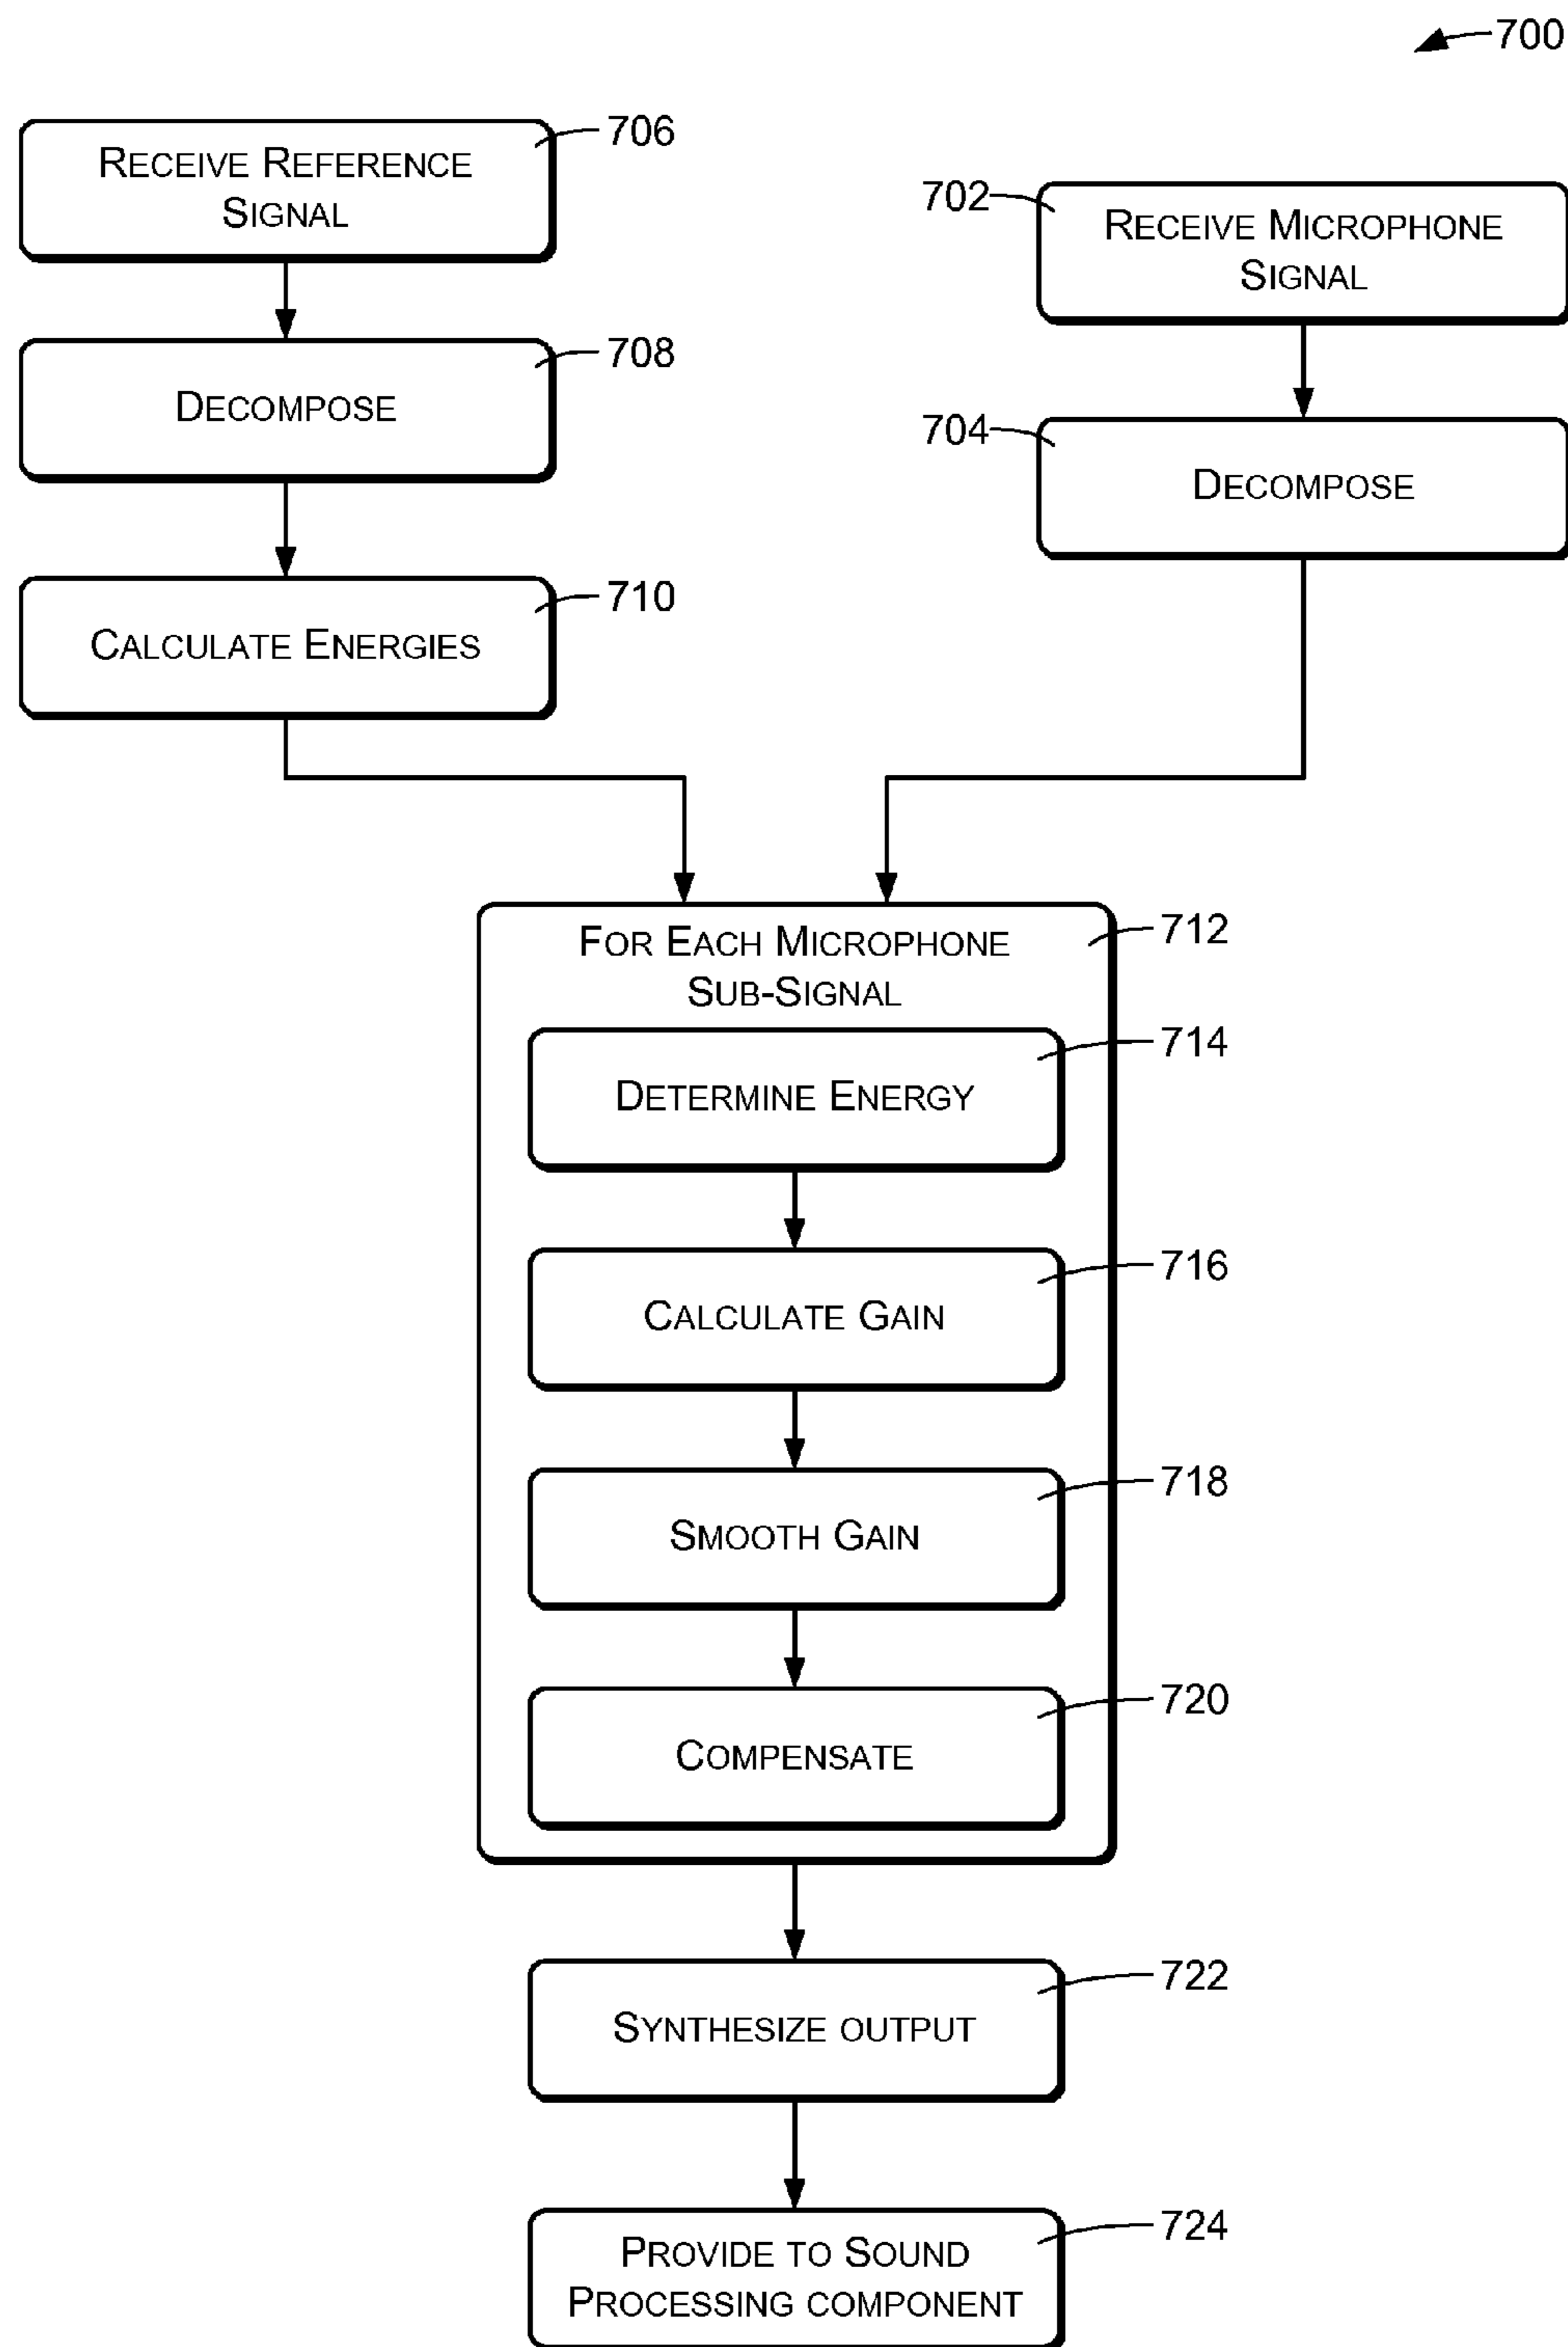 700
706
RECEIVE REFERENCE
SIGNAL
702
RECEIVE MICROPHONE
SIGNAL
708
DECOMPOSE
704
DECOMPOSE
710
CALCULATE ENERGIES
712
FOR EACH MICROPHONE
SUB-SIGNAL
714
DETERMINE ENERGY
716
CALCULATE GAIN
718
SMOOTH GAIN
720
COMPENSATE
722
SYNTHESIZE OUTPUT
724
PROVIDE TO SOUND
PROCESSING COMPONENT